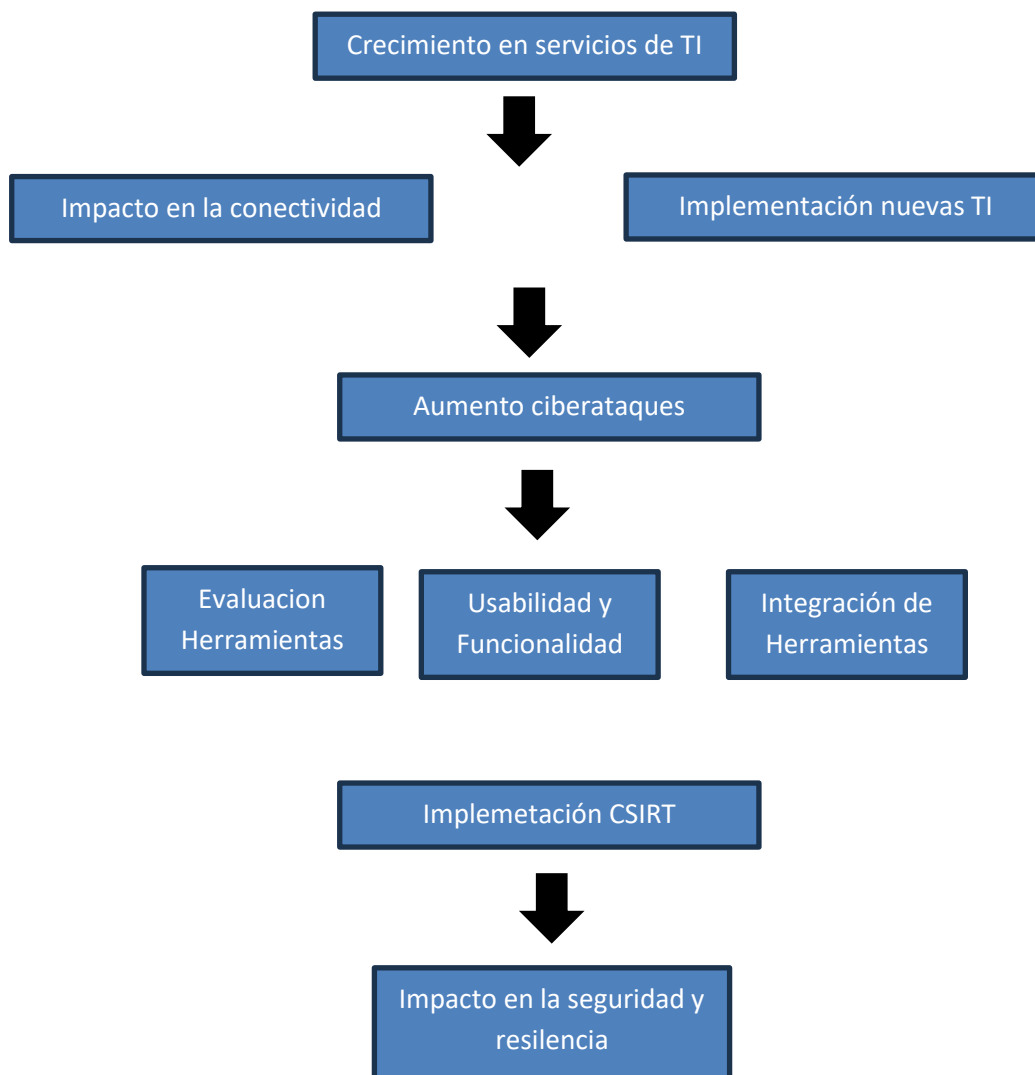 Crecimiento en servicios de TI
Impacto en la conectividad
Implementación nuevas TI
Aumento ciberataques
Evaluacion
Herramientas
Usabilidad y
Funcionalidad
Integración de
Herramientas
Implemetación CSIRT
Impacto en la seguridad y
resilencia